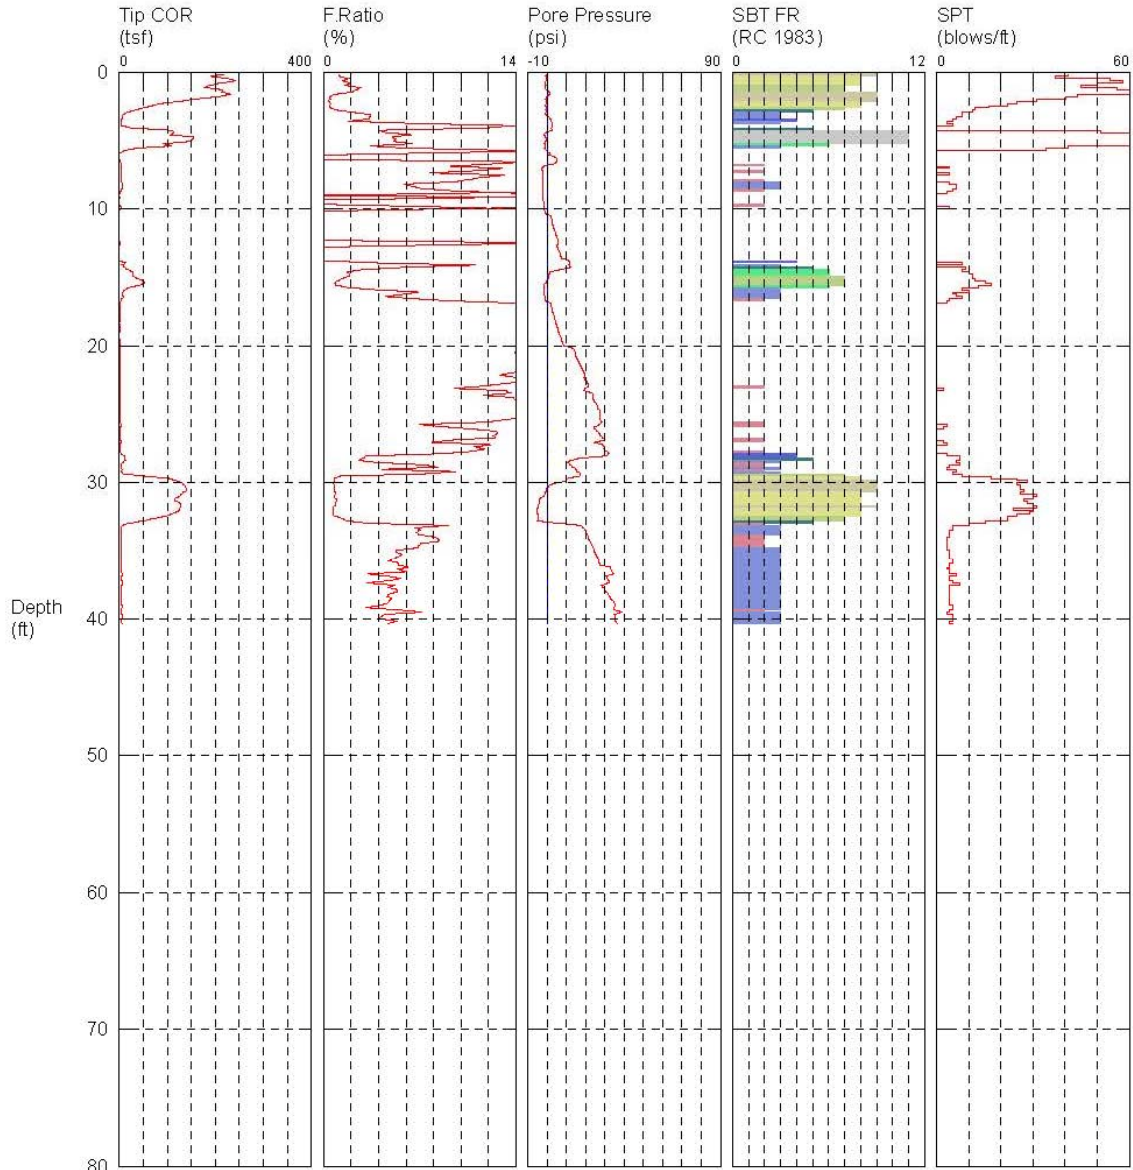 Tip COR
(tsf)
F.Ratio
(%)
Pore Pressure
(psi)
SBT FR
(RC 1983)
SPT
(blows/ft)
0 400 0 14 -10 90 0 12 0 60
0
10
20
30
40
Depth
(ft)
50
60
70
80